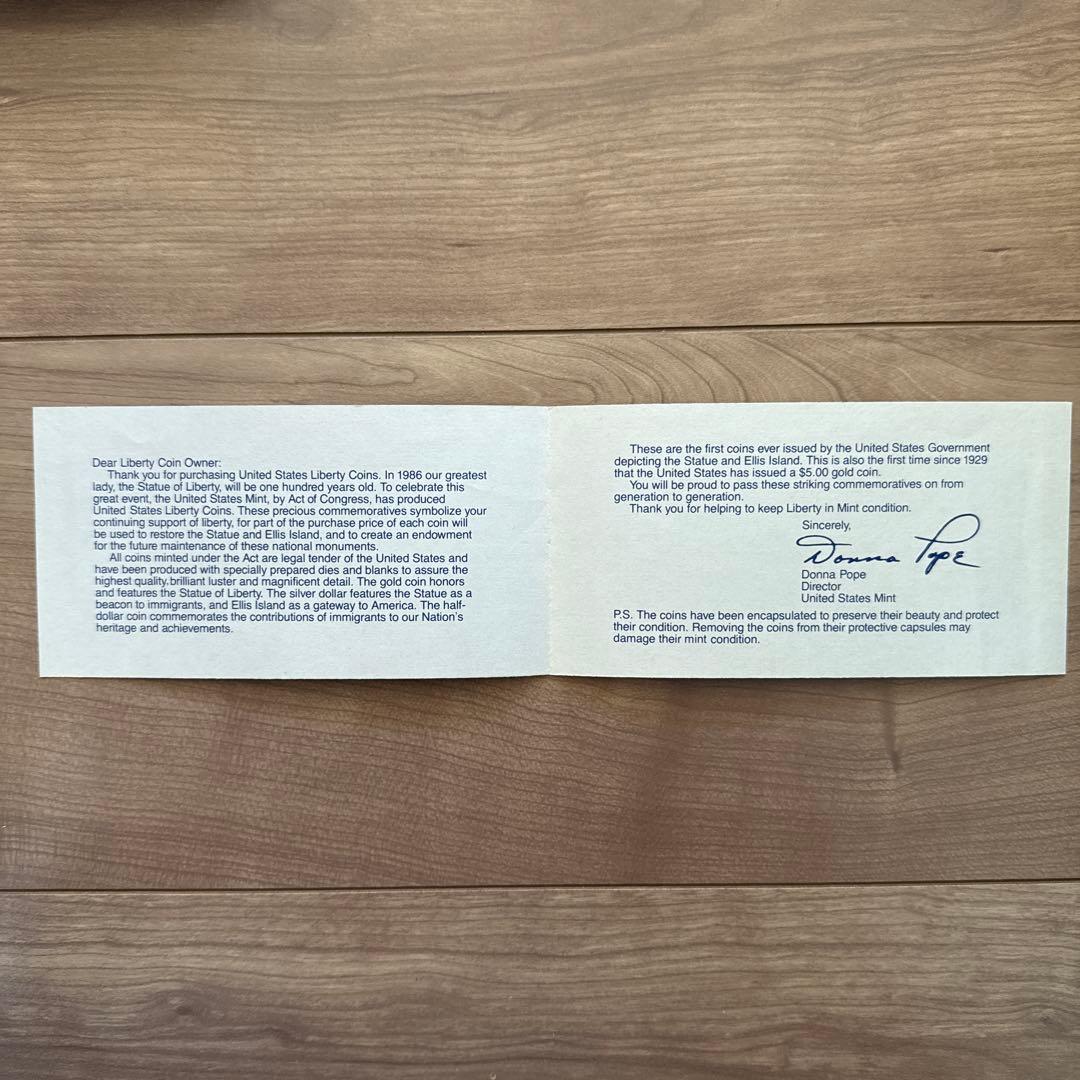 Dear Liberty Coin Owner:
Thank you for purchasing United States Liberty Coins. In 1986 our greatest
lady, the Statue of Liberty, will be one hundred years old. To celebrate this
great event, the United States Mint, by Act of Congress, has produced
United States Liberty Coins. These precious commemoratives symbolize your
continuing support of liberty, for part of the purchase price of each coin will
be used to restore the Statue and Ellis Island, and to create an endowment
for the future maintenance of these national monuments.
All coins minted under the Act are legal tender of the United States and
have been produced with specially prepared dies and blanks to assure the
highest quality.brilliant luster and magnificent detail. The gold coin honors
and features the Statue of Liberty. The silver dollar features the Statue as a
beacon to immigrants, and Ellis Island as a gateway to America. The half-
dollar coin commemorates the contributions of immigrants to our Nation's
heritage and achievements.
These are the first coins ever issued by the United States Government
depicting the Statue and Ellis Island. This is also the first time since 1929
that the United States has issued a $5.00 gold coin.
You will be proud to pass these striking commemoratives on from
generation to generation.
Thank you for helping to keep Liberty in Mint condition.
Sincerely,
Donna Pope
Donna Pope
Director
United States Mint
P.S. The coins have been encapsulated to preserve their beauty and protect
their condition. Removing the coins from their protective capsules may
damage their mint condition.